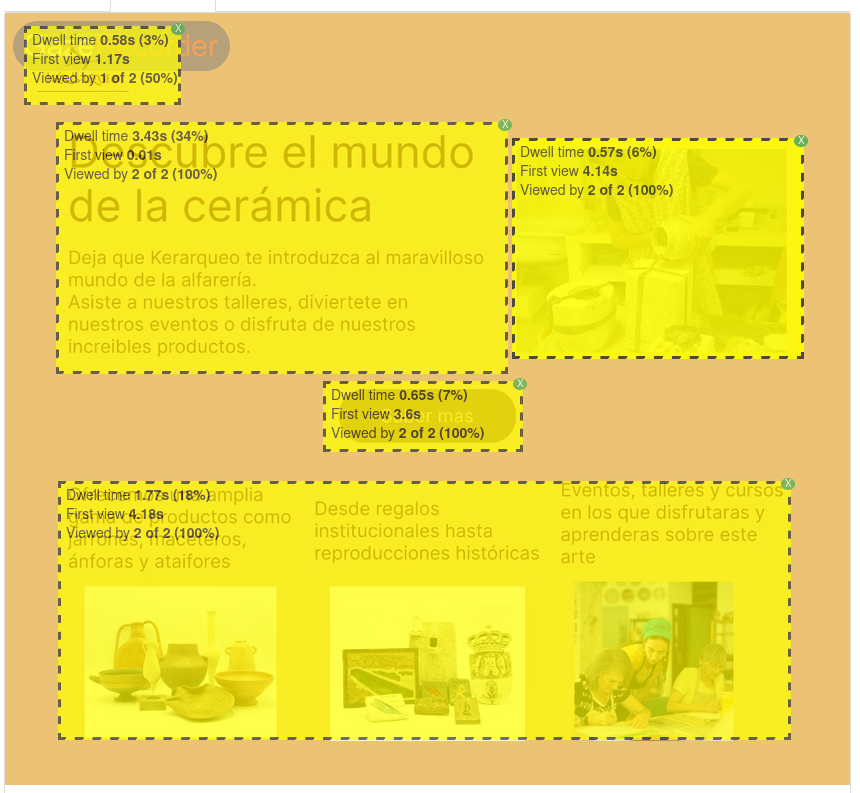 Dwell time 0.58s (3%)
First view 1.17s
Viewed by 1 of 2 (50%)
X
Dwell time 3.43s (34%)
First view 0.01s
Viewed by 2 of 2 (100%)
X
Descubre el mundo
de la cerámica
Deja que Kerarqueo te introduzca al maravilloso
mundo de la alfarería.
Asiste a nuestros talleres, diviertete en
nuestros eventos o disfruta de nuestros
increibles productos.
Dwell time 0.57s (6%)
First view 4.14s
Viewed by 2 of 2 (100%)
X
Dwell time 0.65s (7%)
First view 3.6s
Viewed by 2 of 2 (100%)
X
mas
Dwell time 1.77s (18%)
First view 4.18s
Viewed by 2 of 2 (100%)
X
amplia
gama de productos como
jarrones, maceteros,
ánforas y ataifores
Desde regalos
institucionales hasta
reproducciones históricas
Eventos, talleres y cursos
en los que disfrutaras y
aprenderas sobre este
arte